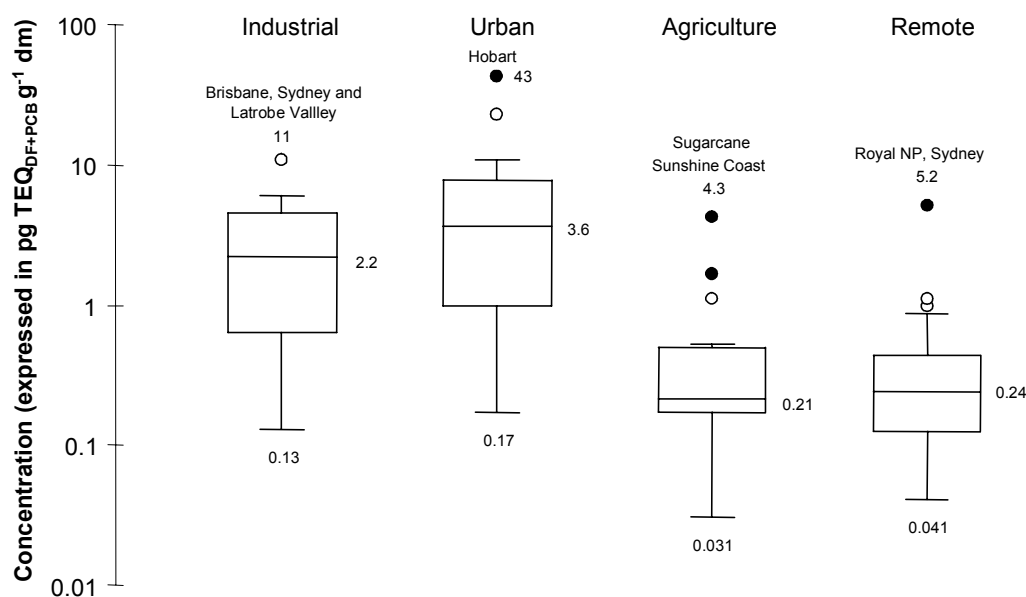 Concentration (expressed in pg TEQDF+PCB g-1 dm)
100
10
1
0.1
0.01
Industrial
Brisbane, Sydney and
Latrobe Vallley
11
2.2
0.13
Urban
Hobart
43
3.6
0.17
Agriculture
Sugarcane
Sunshine Coast
4.3
0.21
0.031
Remote
Royal NP, Sydney
5.2
0.24
0.041